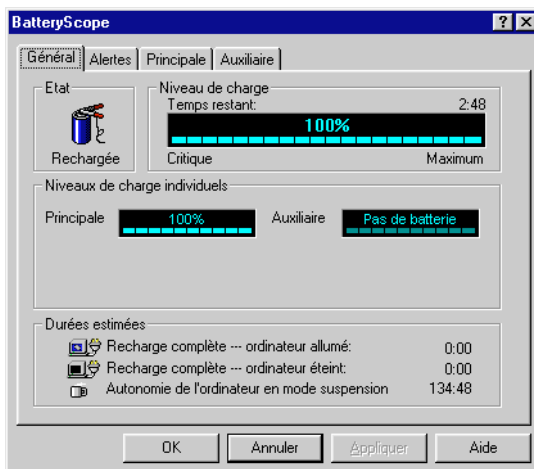 BatteryScope
Général Alertes Principale Auxiliaire
Etat
Rechargée
Niveau de charge
Temps restant: 2:48
100%
Critique Maximum
Niveaux de charge individuels
Principale 100% Auxiliaire Pas de batterie
Durées estimées
Recharge complète --- ordinateur allumé: 0:00
Recharge complète --- ordinateur éteint: 0:00
Autonomie de l'ordinateur en mode suspension 134:48
OK Annuler Appliquer Aide